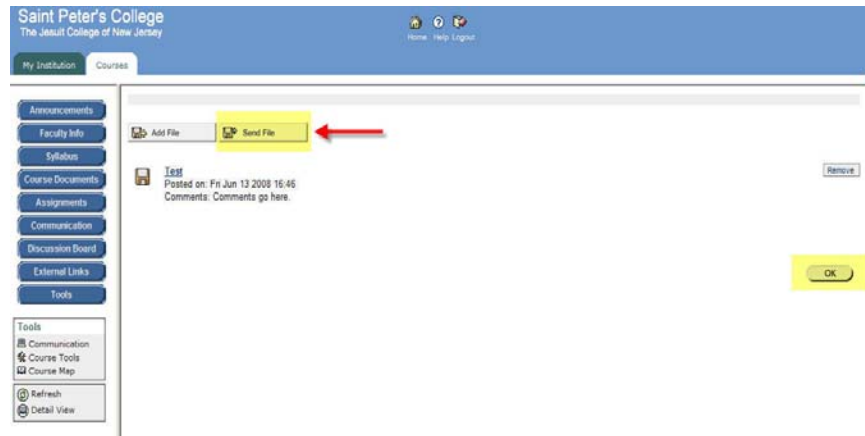 Saint Peter's College
The Jesuit College of New Jersey
Home Help Logout
My Institution Courses
Announcements
Faculty Info
Syllabus
Course Documents
Assignments
Communication
Discussion Board
External Links
Tools
Tools
Communication
Course Tools
Course Map
Refresh
Detail View
Add File Send File
Test
Posted on: Fri Jun 13 2008 16:46
Comments: Comments go here.
Remove
OK